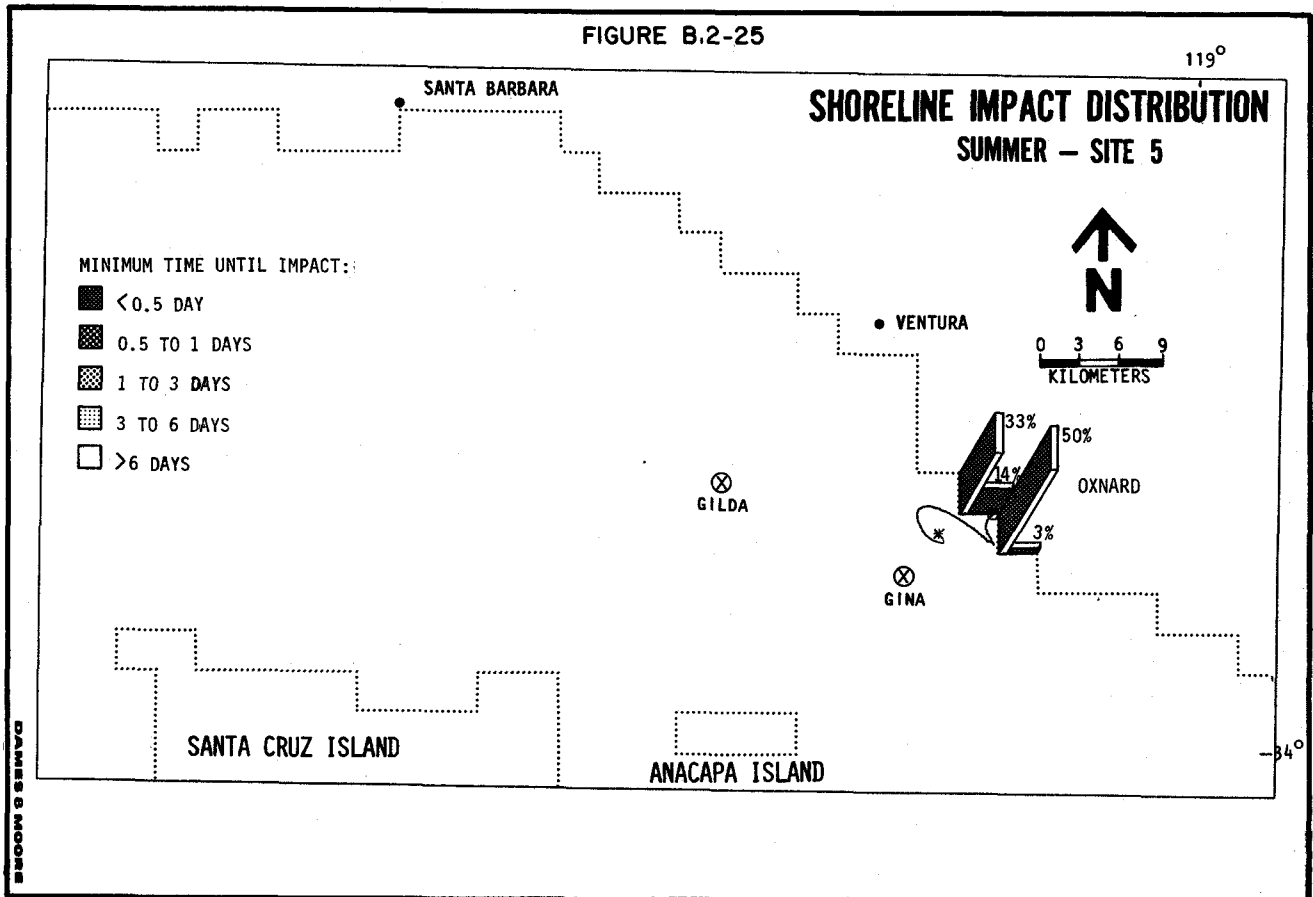 FIGURE B.2-25
119°
SANTA BARBARA
SHORELINE IMPACT DISTRIBUTION
SUMMER — SITE 5
MINIMUM TIME UNTIL IMPACT:
<0.5 DAY
0.5 TO 1 DAYS
1 TO 3 DAYS
3 TO 6 DAYS
>6 DAYS
N
VENTURA
0 3 6 9
KILOMETERS
33%
50%
14%
OXNARD
3%
GILDA
GINA
SANTA CRUZ ISLAND
ANACAPA ISLAND
34°
DAMES & MOORE